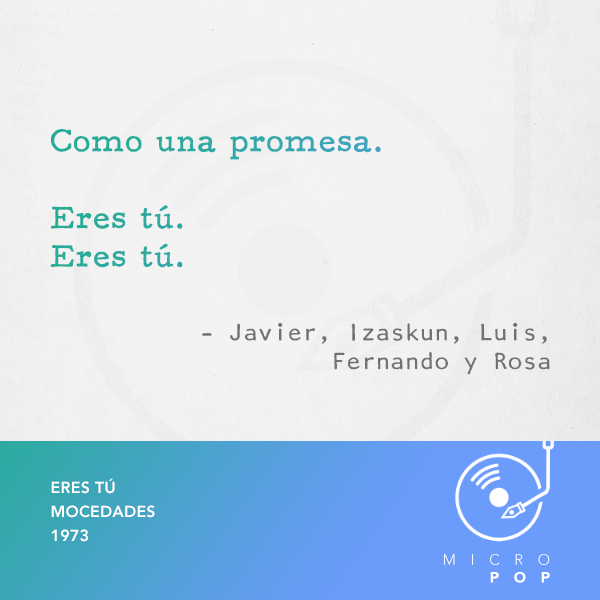 Como una promesa.
Eres tú.
Eres tú.
– Javier, Izaskun, Luis,
Fernando y Rosa
ERES TÚ
MOCEDADES
1973
MICRO
POP